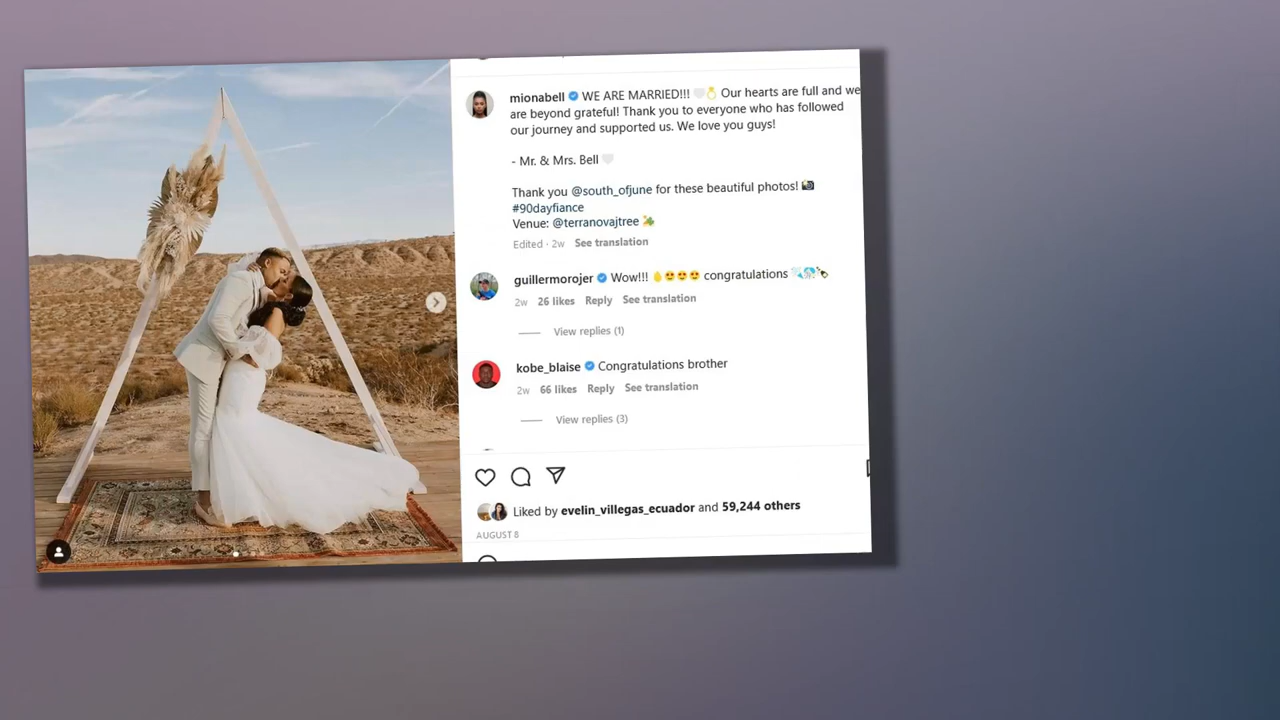 mionabell WE ARE MARRIED!!! 🤍💍 Our hearts are full and we
are beyond grateful! Thank you to everyone who has followed
our journey and supported us. We love you guys!
- Mr. & Mrs. Bell 🤍
Thank you @south_ofjune for these beautiful photos! 📸
#90dayfiance
Venue: @terranovajtree 💐
Edited · 2w See translation
guillermorojer Wow!!! 😍😍😍 congratulations 🍾
2w 26 likes Reply See translation
View replies (1)
kobe_blaise Congratulations brother
2w 66 likes Reply See translation
View replies (3)
Liked by evelin_villegas_ecuador and 59,244 others
AUGUST 8